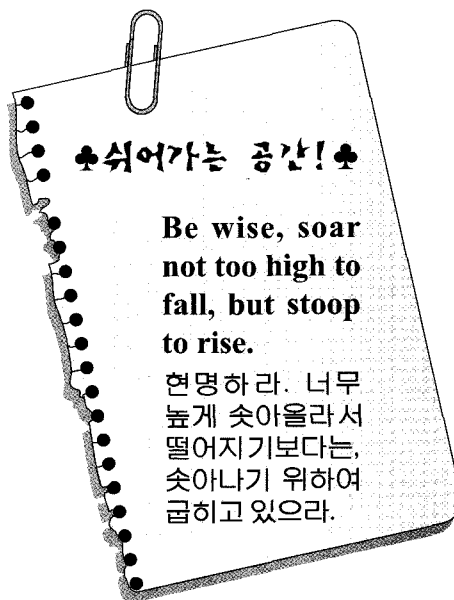 ♣쉬어가는 공간!♣
Be wise, soar
not too high to
fall, but stoop
to rise.
현명하라. 너무
높게 솟아올라서
떨어지기보다는,
솟아나기 위하여
굽히고 있으라.